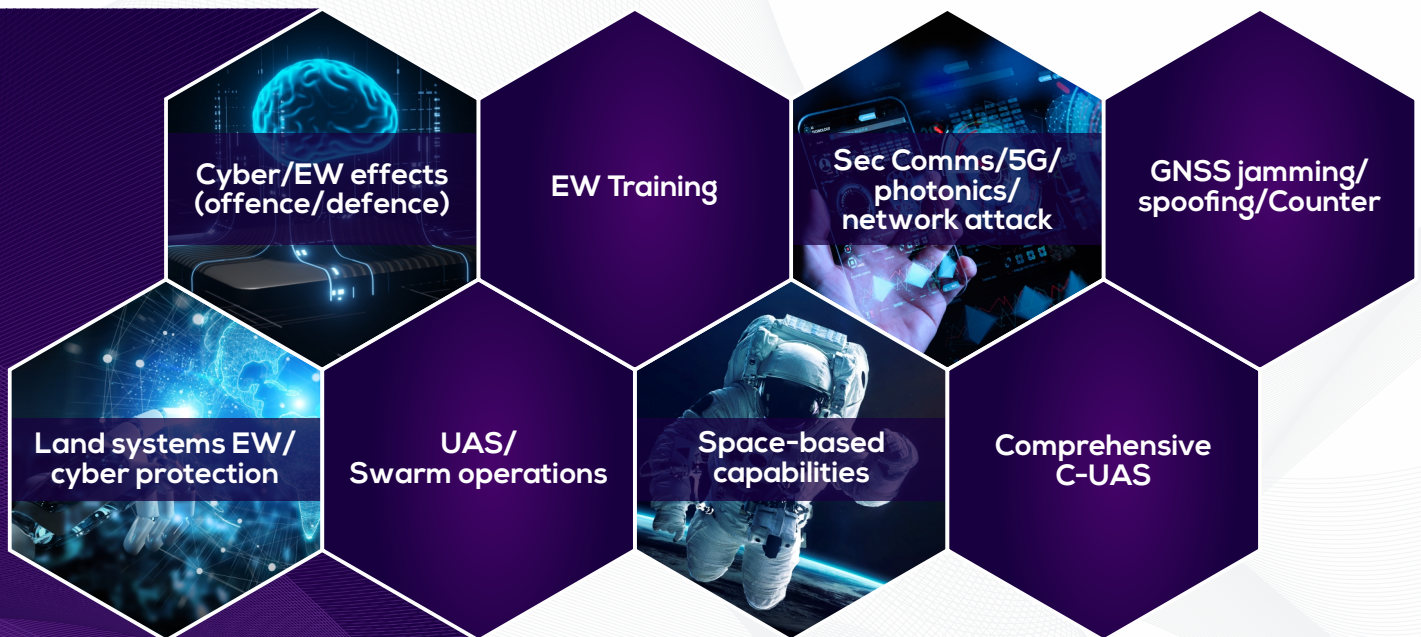 Cyber/EW effects
(offence/defence)
EW Training
Sec Comms/5G/
photonics/
network attack
GNSS jamming/
spoofing/Counter
Land systems EW/
cyber protection
UAS/
Swarm operations
Space-based
capabilities
Comprehensive
C-UAS